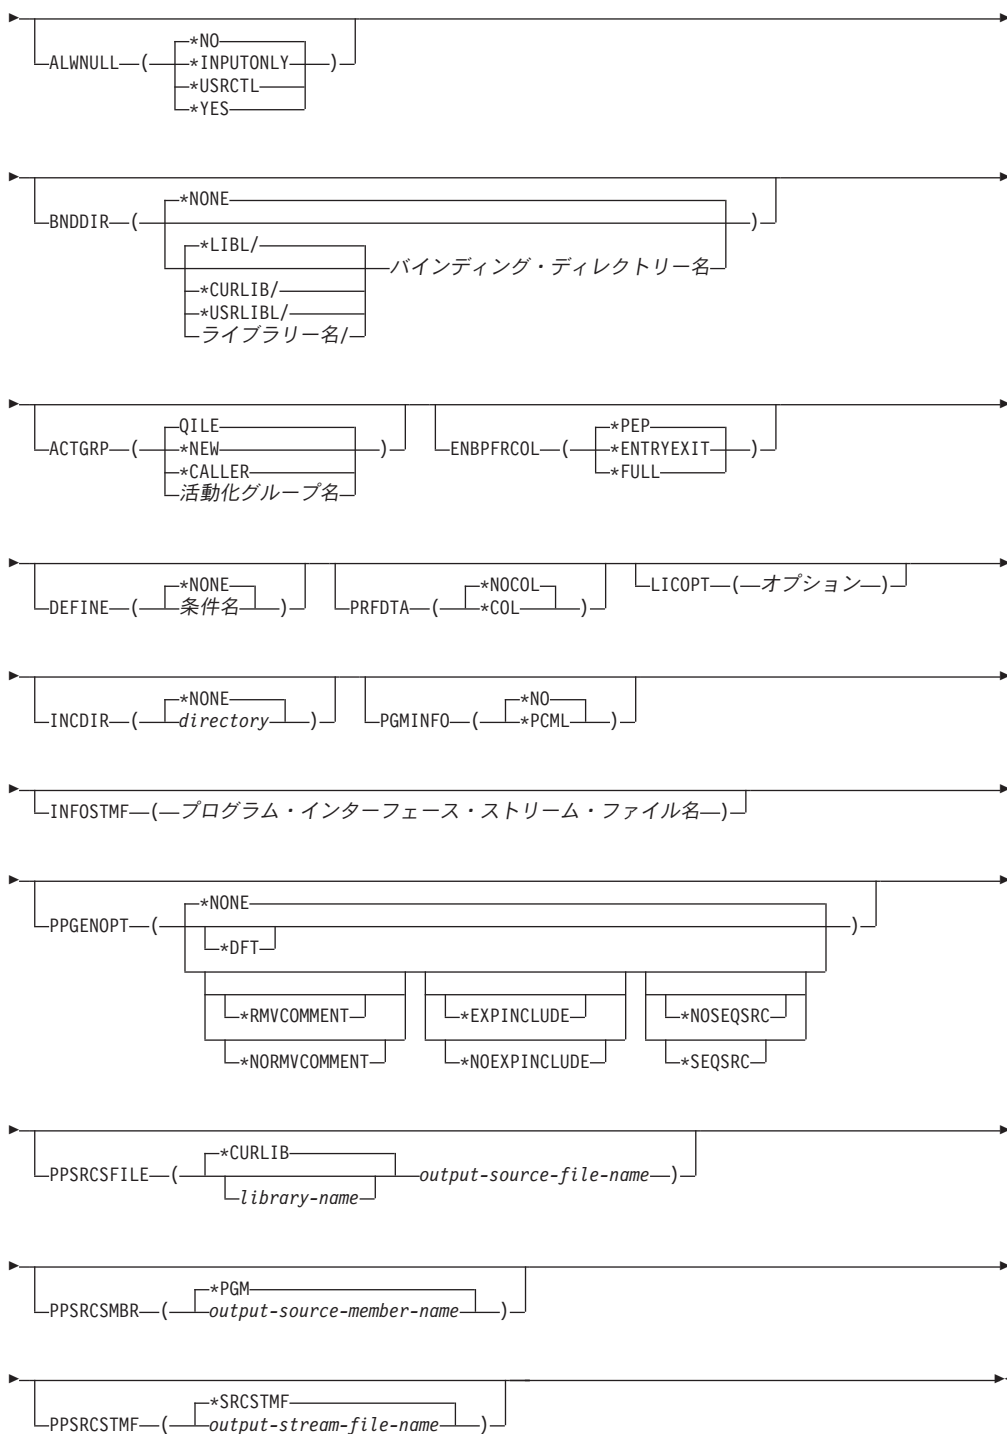 *NO
ALWNULL ( *INPUTONLY )
*USRCTL
*YES
*NONE
BNDDIR ( )
*LIBL/
バインディング・ディレクトリー名
*CURLIB/
*USRLIBL/
ライブラリー名/
QILE *PEP
ACTGRP ( *NEW ) ENBPFRCOL ( *ENTRYEXIT )
*CALLER *FULL
活動化グループ名
*NONE *NOCOL LICOPT ( オプション )
DEFINE ( 条件名 ) PRFDTA ( *COL )
*NONE *NO
INCDIR ( directory ) PGMINFO ( *PCML )
INFOSTMF ( プログラム・インターフェース・ストリーム・ファイル名 )
*NONE
PPGENOPT ( )
*DFT
*RMVCOMMENT *EXPINCLUDE *NOSEQSRC
*NORMVCOMMENT *NOEXPINCLUDE *SEQSRC
*CURLIB
PPSRCSFILE ( output-source-file-name )
library-name
*PGM
PPSRCSMBR ( output-source-member-name )
*SRCSTMF
PPSRCSTMF ( output-stream-file-name )